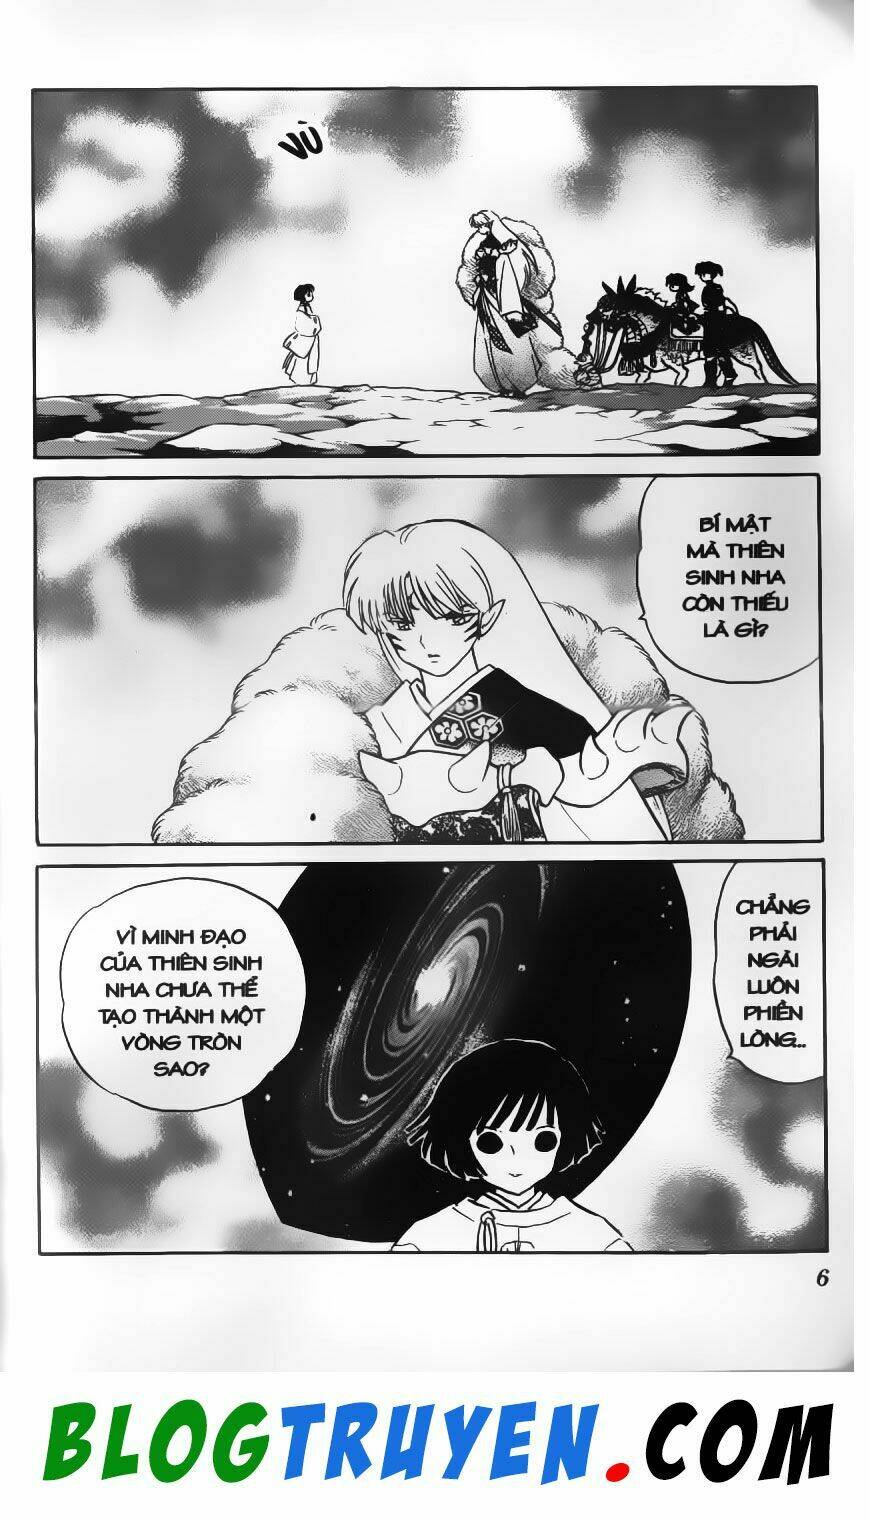 VÙ
BÍ MẬT
MÀ THIÊN
SINH NHA
CÒN THIẾU
LÀ GÌ?
CHẲNG
PHẢI
NGÀI
LUÔN
PHIỀN
LÒNG...
VÌ MINH ĐẠO
CỦA THIÊN SINH
NHA CHƯA THỂ
TẠO THÀNH MỘT
VÒNG TRÒN
SAO?
6
BLOGTRUYEN.COM